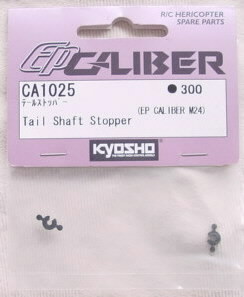 R/C HERICOPTER
SPARE PARTS
EP CALIBER
CA1025
●300
テールストッパー
(EP CALIBER M24)
Tail Shaft Stopper
KYOSHO